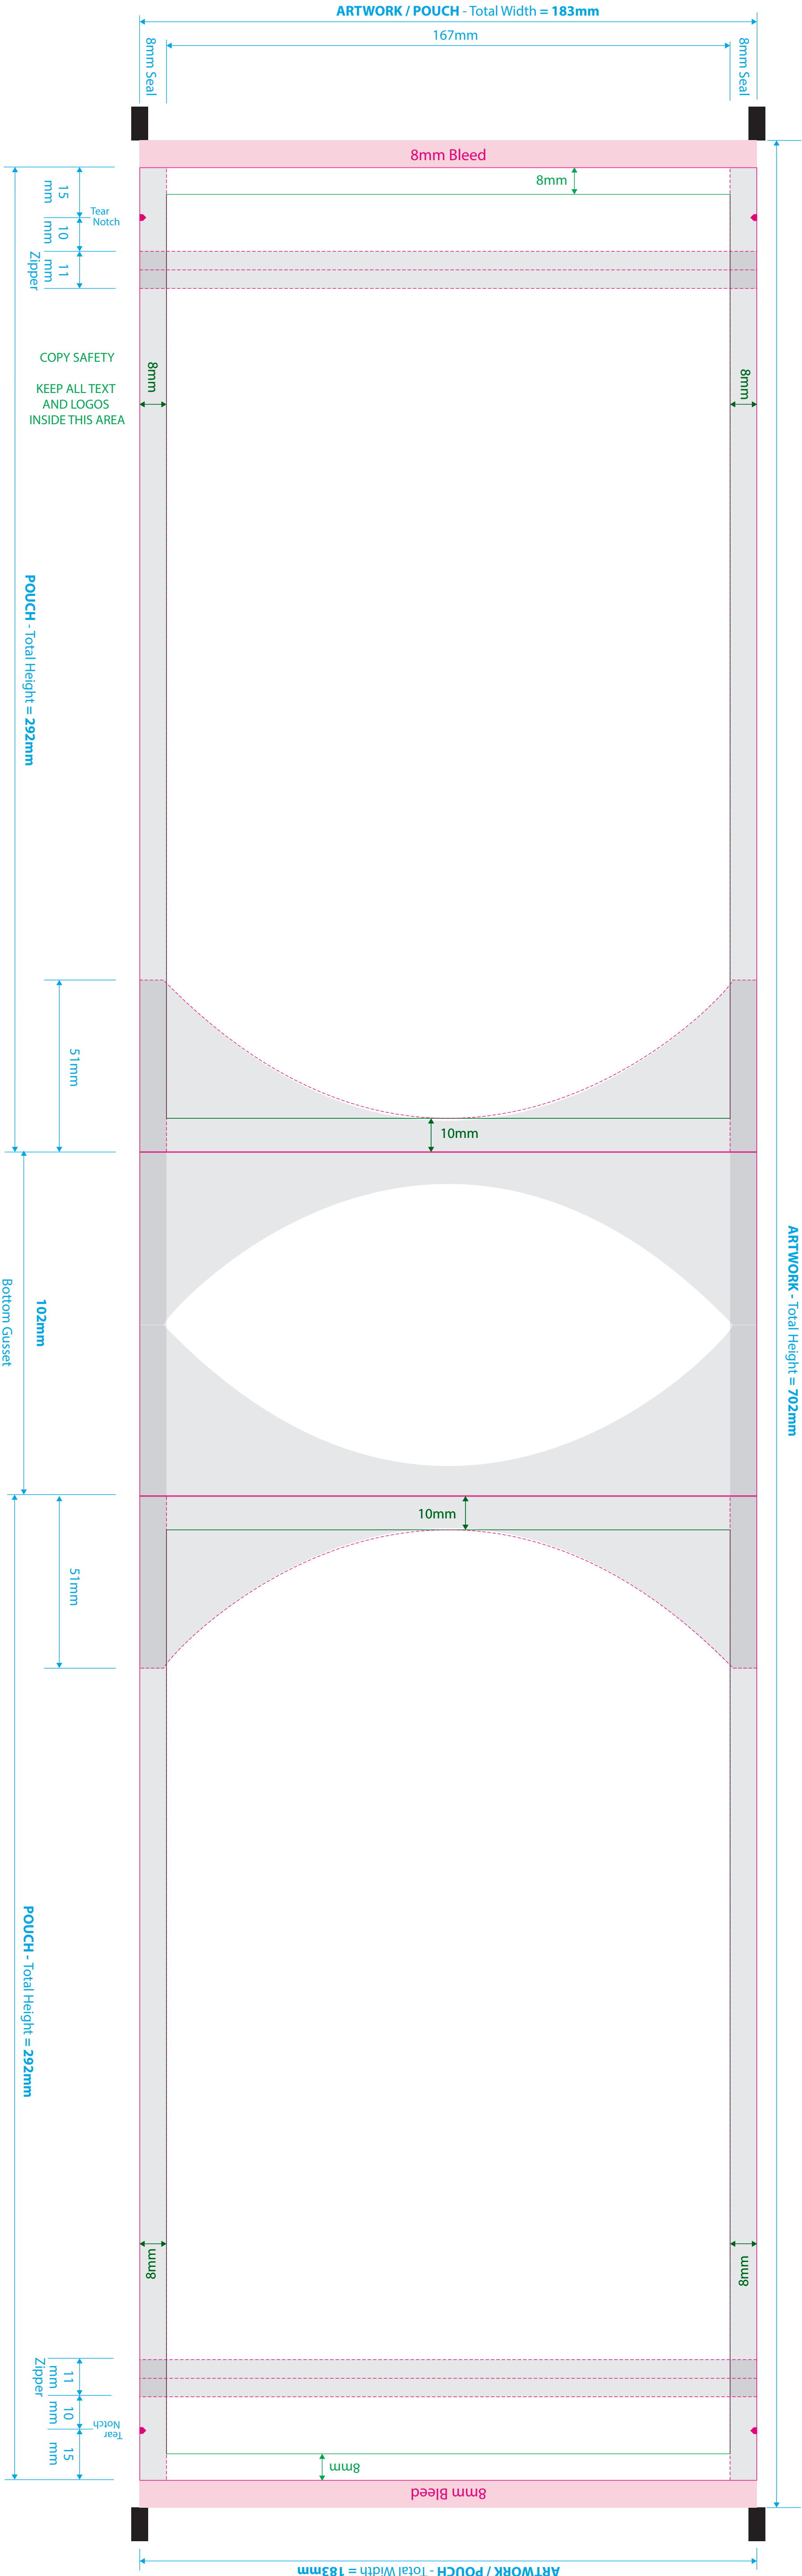 ARTWORK / POUCH - Total Width = 183mm
167mm
8mm Seal
8mm Seal
8mm Bleed
8mm
15
mm
Tear
Notch
10
mm
11
mm
Zipper
COPY SAFETY
KEEP ALL TEXT
AND LOGOS
INSIDE THIS AREA
8mm
8mm
POUCH - Total Height = 292mm
51mm
10mm
102mm
Bottom Gusset
ARTWORK - Total Height = 702mm
10mm
51mm
POUCH - Total Height = 292mm
8mm
8mm
11
mm
Zipper
10
mm
Tear
Notch
15
mm
8mm
8mm Bleed
ARTWORK / POUCH - Total Width = 183mm